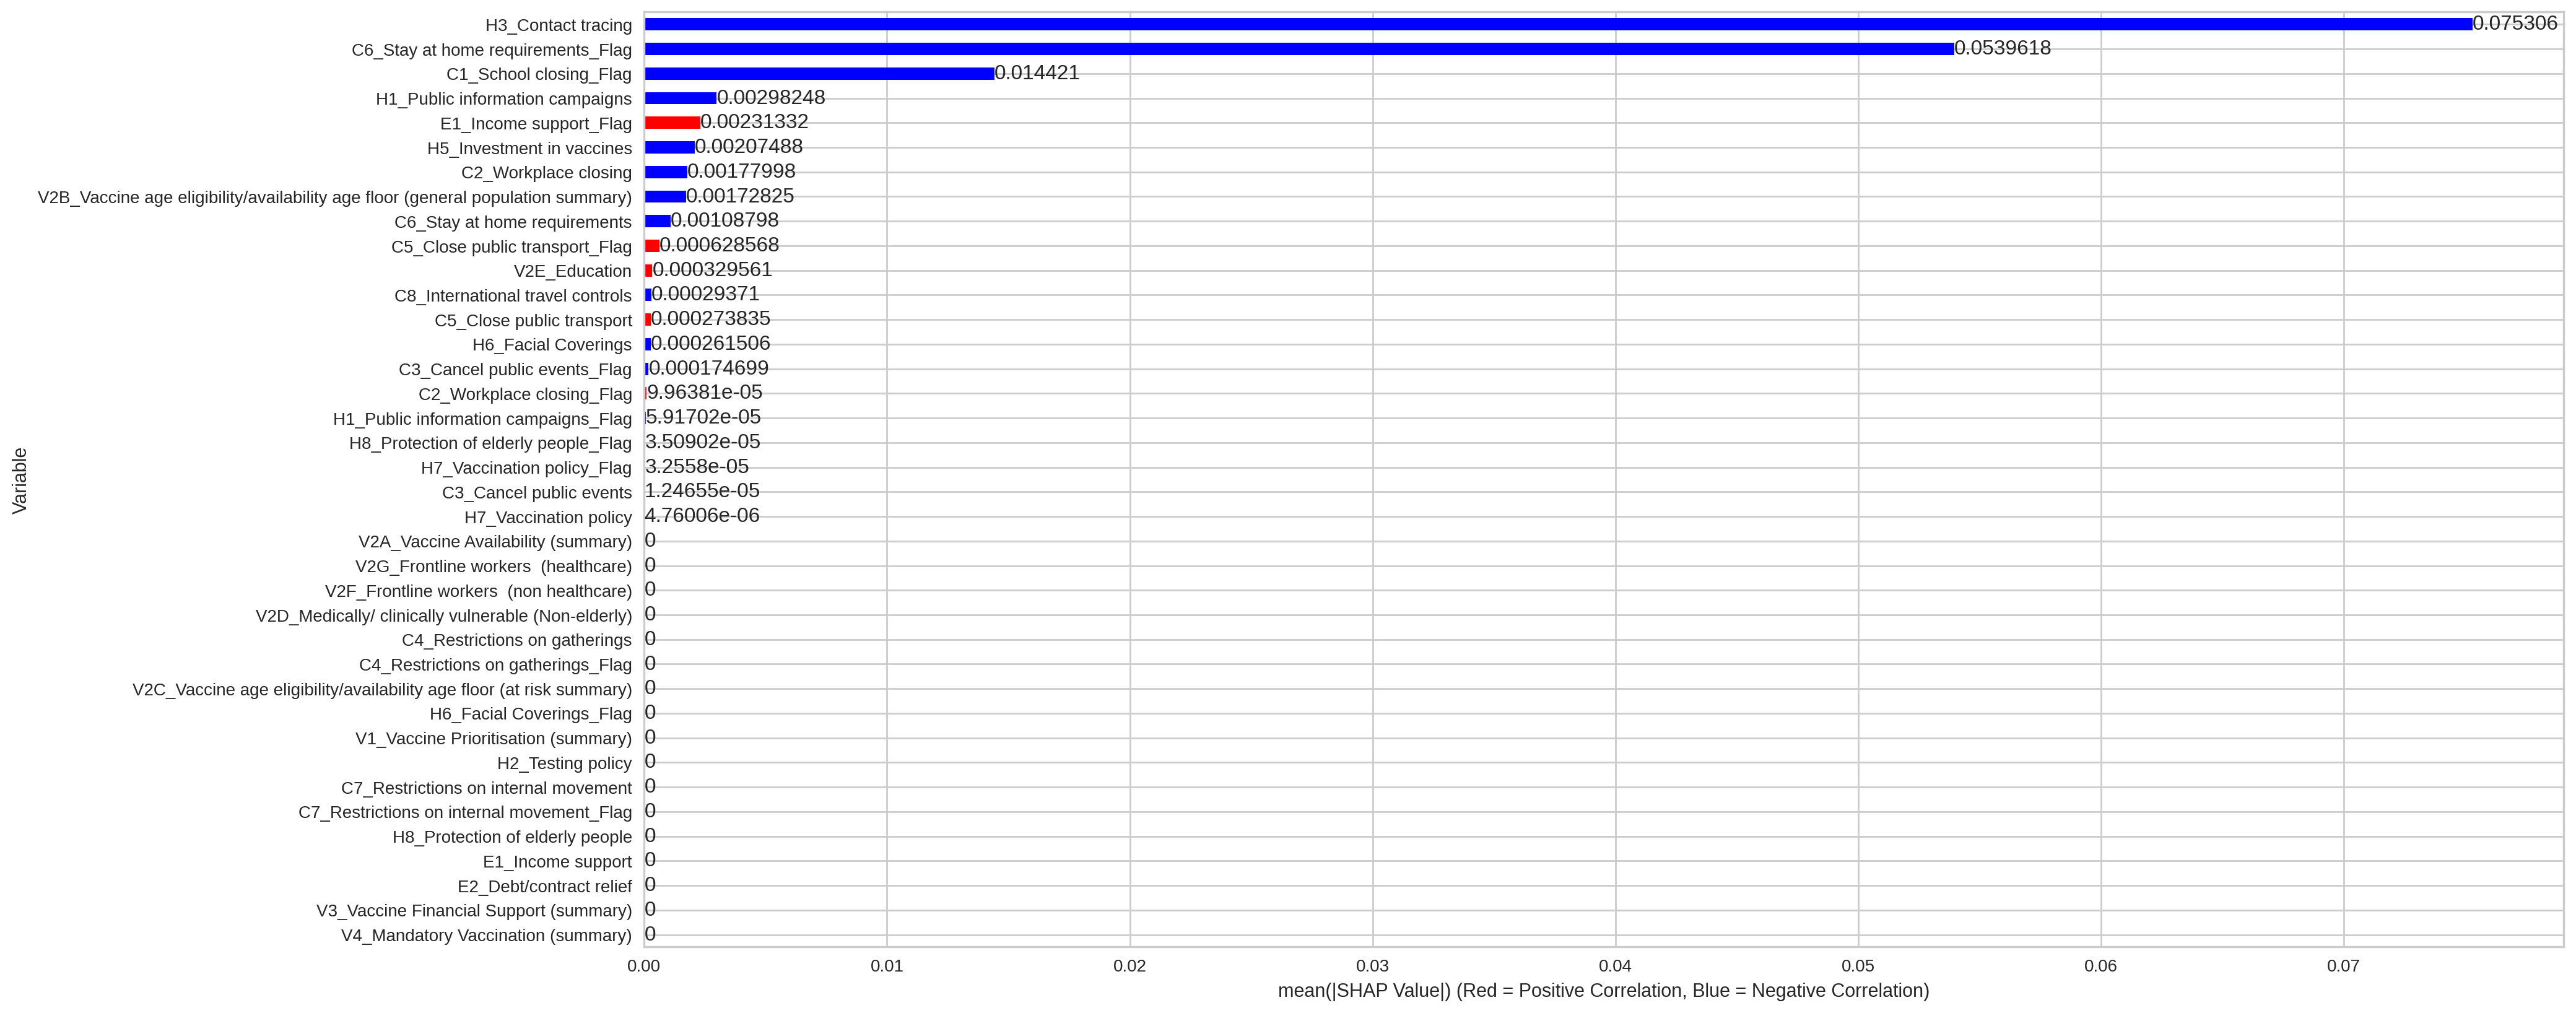 H3_Contact tracing 0.075306
C6_Stay at home requirements_Flag 0.0539618
C1_School closing_Flag 0.014421
H1_Public information campaigns 0.00298248
E1_Income support_Flag 0.00231332
H5_Investment in vaccines 0.00207488
C2_Workplace closing 0.00177998
V2B_Vaccine age eligibility/availability age floor (general population summary) 0.00172825
C6_Stay at home requirements 0.00108798
C5_Close public transport_Flag 0.000628568
V2E_Education 0.000329561
C8_International travel controls 0.00029371
C5_Close public transport 0.000273835
H6_Facial Coverings 0.000261506
C3_Cancel public events_Flag 0.000174699
C2_Workplace closing_Flag 9.96381e-05
H1_Public information campaigns_Flag 5.91702e-05
H8_Protection of elderly people_Flag 3.50902e-05
H7_Vaccination policy_Flag 3.2558e-05
C3_Cancel public events 1.24655e-05
H7_Vaccination policy 4.76006e-06
V2A_Vaccine Availability (summary) 0
V2G_Frontline workers  (healthcare) 0
V2F_Frontline workers  (non healthcare) 0
V2D_Medically/ clinically vulnerable (Non-elderly) 0
C4_Restrictions on gatherings 0
C4_Restrictions on gatherings_Flag 0
V2C_Vaccine age eligibility/availability age floor (at risk summary) 0
H6_Facial Coverings_Flag 0
V1_Vaccine Prioritisation (summary) 0
H2_Testing policy 0
C7_Restrictions on internal movement 0
C7_Restrictions on internal movement_Flag 0
H8_Protection of elderly people 0
E1_Income support 0
E2_Debt/contract relief 0
V3_Vaccine Financial Support (summary) 0
V4_Mandatory Vaccination (summary) 0
Variable
0.00 0.01 0.02 0.03 0.04 0.05 0.06 0.07
mean(|SHAP Value|) (Red = Positive Correlation, Blue = Negative Correlation)